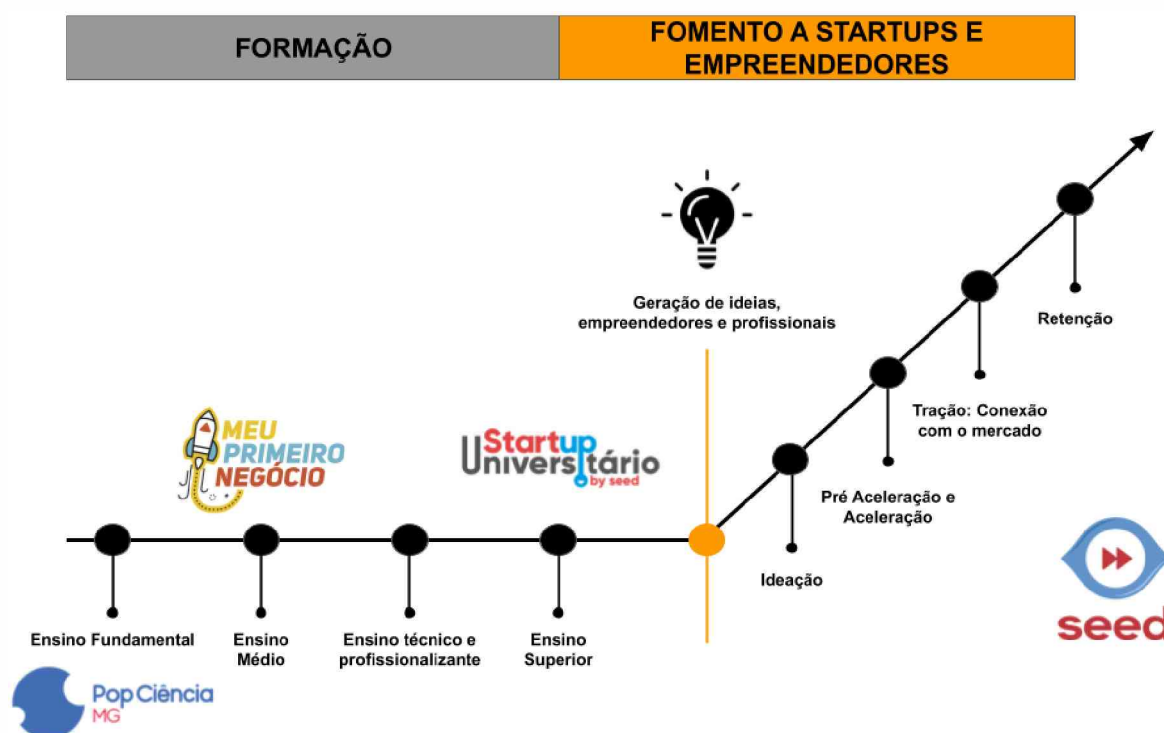 FORMAÇÃO
FOMENTO A STARTUPS E
EMPREENDEDORES
Geração de ideias,
empreendedores e profissionais
Retenção
Tração: Conexão
com o mercado
Pré Aceleração e
Aceleração
Ideação
MEU
PRIMEIRO
NEGÓCIO
Startup
Universitário
by seed
Ensino Fundamental
Ensino
Médio
Ensino técnico e
profissionalizante
Ensino
Superior
seed
Pop Ciência
MG